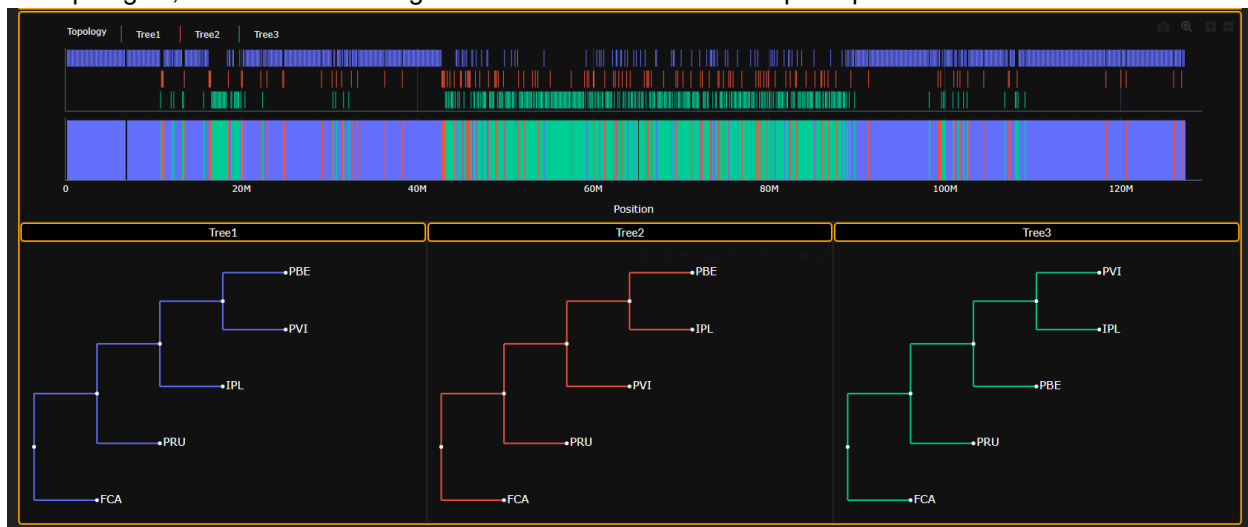 Topology Tree1 Tree2 Tree3
0 20M 40M 60M 80M 100M 120M
Position
Tree1 Tree2 Tree3
PBE PBE PVI
PVI IPL IPL
IPL PVI PBE
PRU PRU PRU
FCA FCA FCA